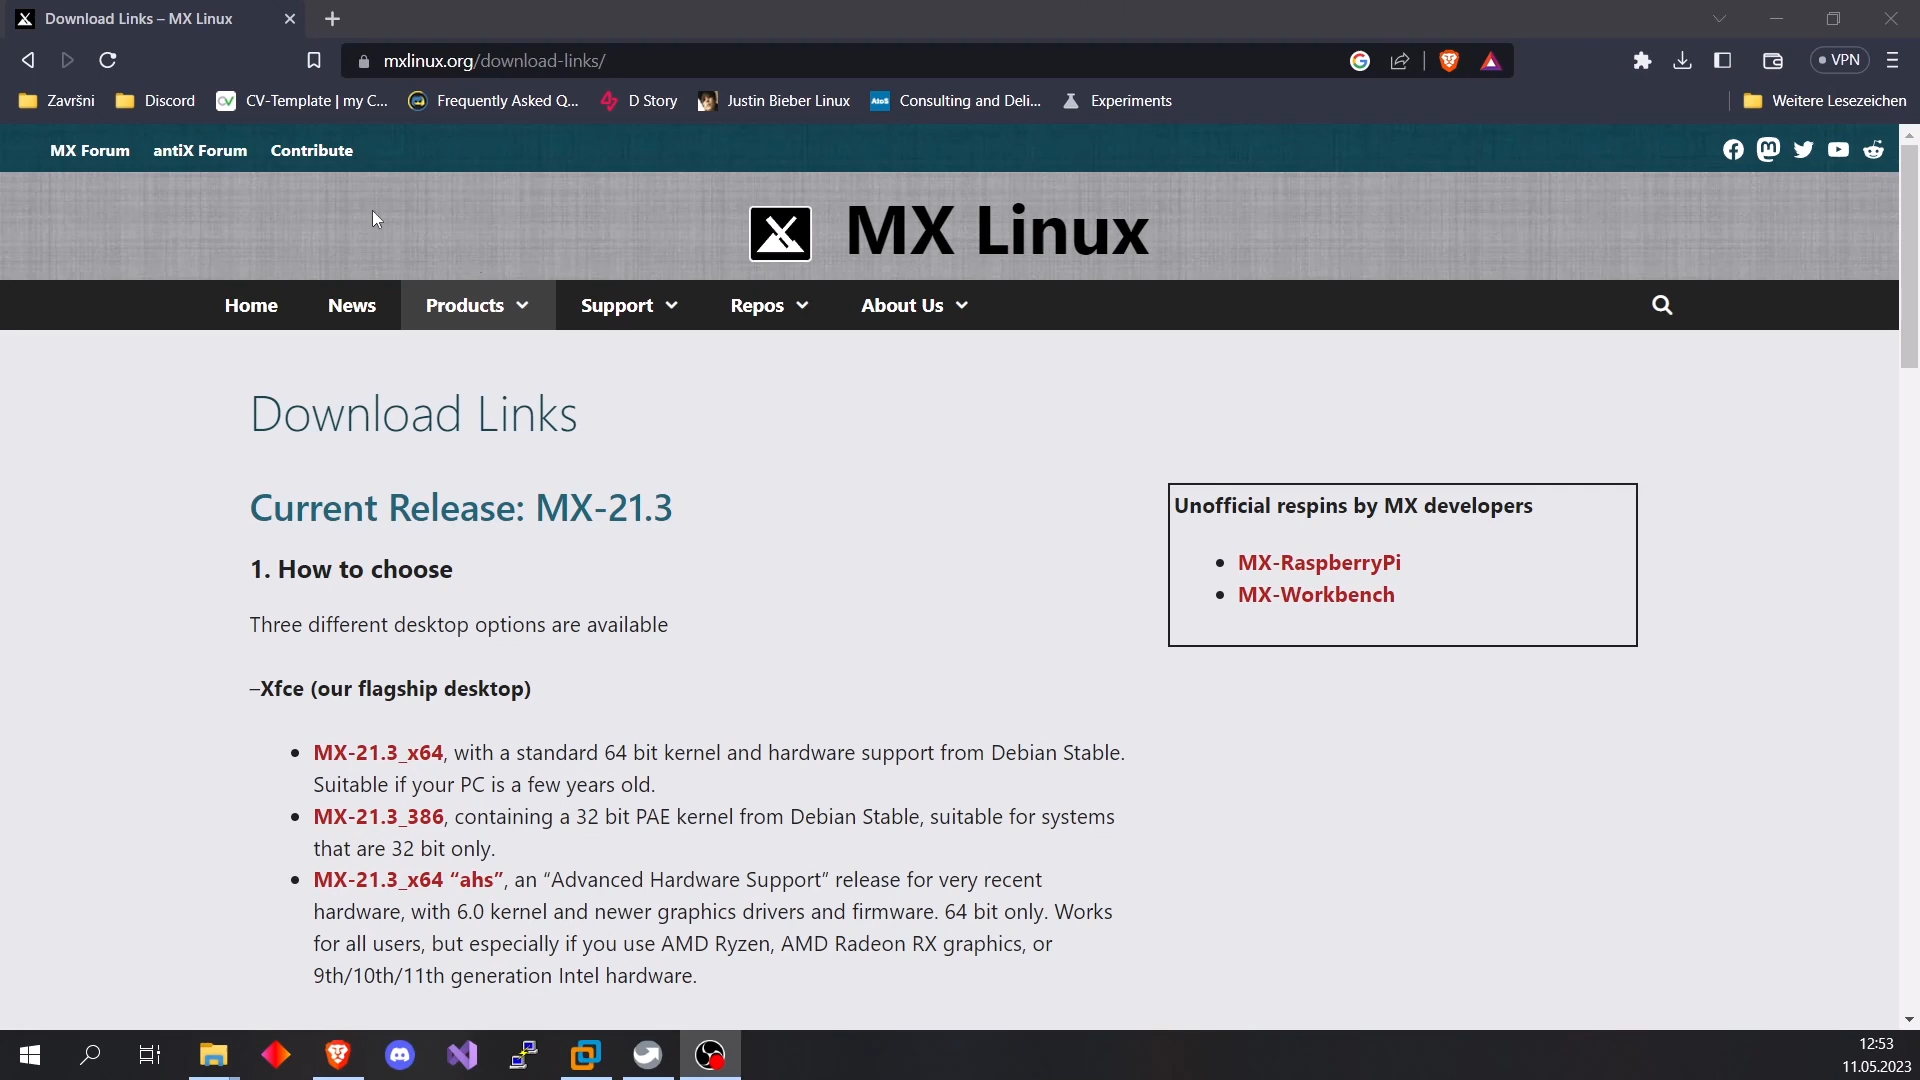 Download Links – MX Linux
mxlinux.org/download-links/
VPN
Završni
Discord
CV-Template | my C...
Frequently Asked Q...
D Story
Justin Bieber Linux
Atos
Consulting and Deli...
Experiments
Weitere Lesezeichen
MX Forum
antiX Forum
Contribute
MX Linux
Home
News
Products
Support
Repos
About Us
Download Links
Current Release: MX-21.3
1. How to choose
Three different desktop options are available
–Xfce (our flagship desktop)
• MX-21.3_x64, with a standard 64 bit kernel and hardware support from Debian Stable.
Suitable if your PC is a few years old.
• MX-21.3_386, containing a 32 bit PAE kernel from Debian Stable, suitable for systems
that are 32 bit only.
• MX-21.3_x64 “ahs”, an “Advanced Hardware Support” release for very recent
hardware, with 6.0 kernel and newer graphics drivers and firmware. 64 bit only. Works
for all users, but especially if you use AMD Ryzen, AMD Radeon RX graphics, or
9th/10th/11th generation Intel hardware.
Unofficial respins by MX developers
• MX-RaspberryPi
• MX-Workbench
12:53
11.05.2023